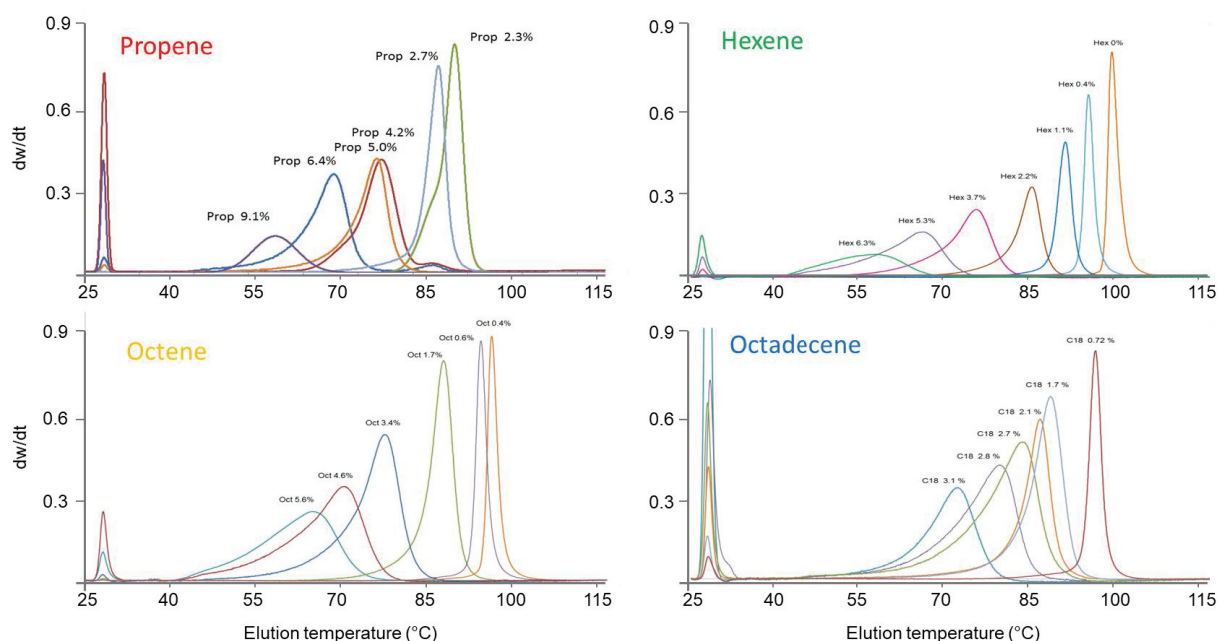 Propene
dw/dt
0.9
0.6
0.3
Prop 2.3%
Prop 2.7%
Prop 4.2%
Prop 5.0%
Prop 6.4%
Prop 9.1%
25 40 55 70 85 100 115
Hexene
0.9
0.6
0.3
Hex 0%
Hex 0.4%
Hex 1.1%
Hex 2.2%
Hex 3.7%
Hex 5.3%
Hex 6.3%
25 40 55 70 85 100 115
Octene
dw/dt
0.9
0.6
0.3
Oct 0.4%
Oct 0.6%
Oct 1.7%
Oct 3.4%
Oct 4.6%
Oct 5.6%
25 40 55 70 85 100 115
Elution temperature (°C)
Octadecene
0.9
0.6
0.3
C18 0.72 %
C18 1.7 %
C18 2.1 %
C18 2.7 %
C18 2.8 %
C18 3.1 %
25 40 55 70 85 100 115
Elution temperature (°C)